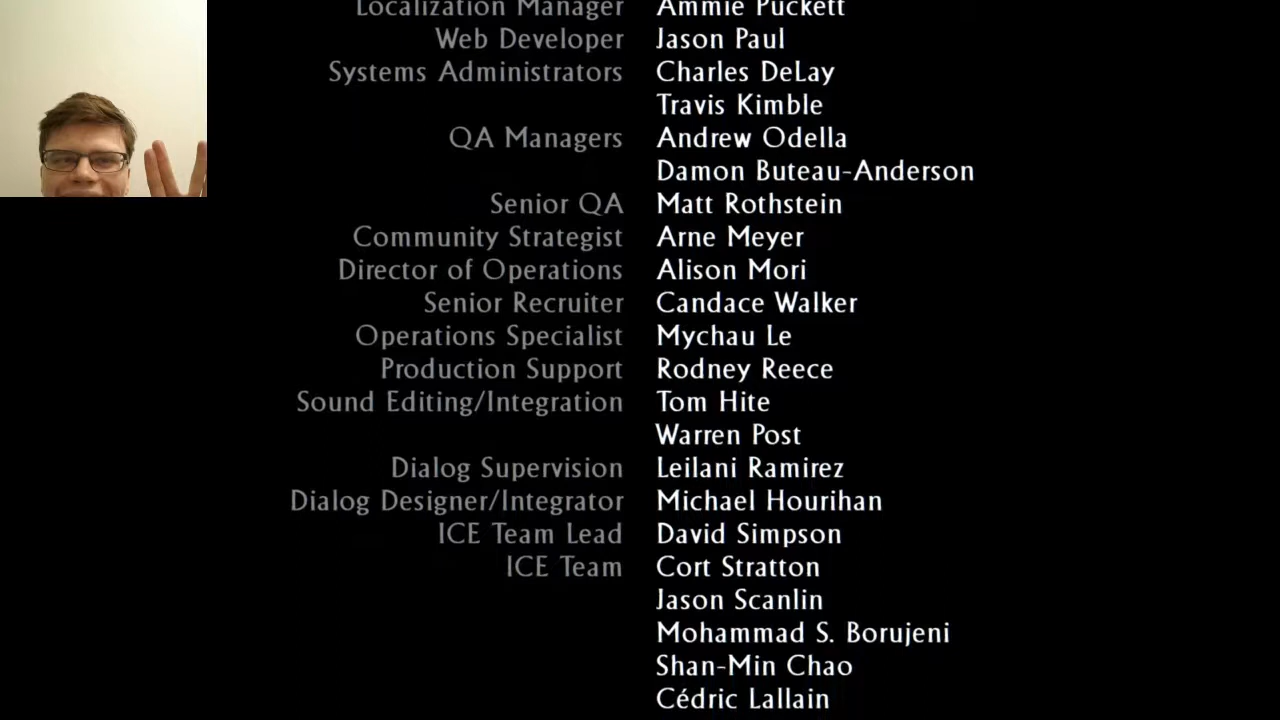 Localization Manager Ammie Puckett
Web Developer Jason Paul
Systems Administrators Charles DeLay
Travis Kimble
QA Managers Andrew Odella
Damon Buteau-Anderson
Senior QA Matt Rothstein
Community Strategist Arne Meyer
Director of Operations Alison Mori
Senior Recruiter Candace Walker
Operations Specialist Mychau Le
Production Support Rodney Reece
Sound Editing/Integration Tom Hite
Warren Post
Dialog Supervision Leilani Ramirez
Dialog Designer/Integrator Michael Hourihan
ICE Team Lead David Simpson
ICE Team Cort Stratton
Jason Scanlin
Mohammad S. Borujeni
Shan-Min Chao
Cédric Lallain